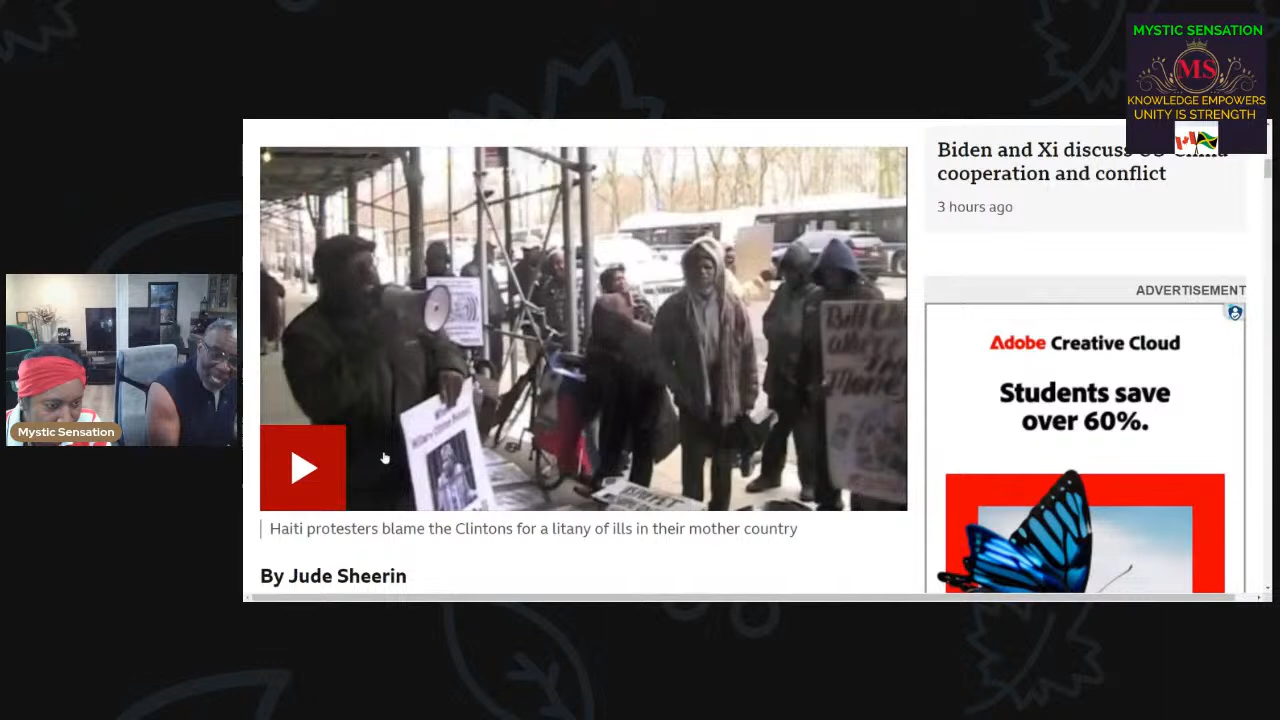 MYSTIC SENSATION
MS
KNOWLEDGE EMPOWERS
UNITY IS STRENGTH
Biden and Xi discuss
cooperation and conflict
3 hours ago
ADVERTISEMENT
Adobe Creative Cloud
Students save
over 60%.
Mystic Sensation
Haiti protesters blame the Clintons for a litany of ills in their mother country
By Jude Sheerin